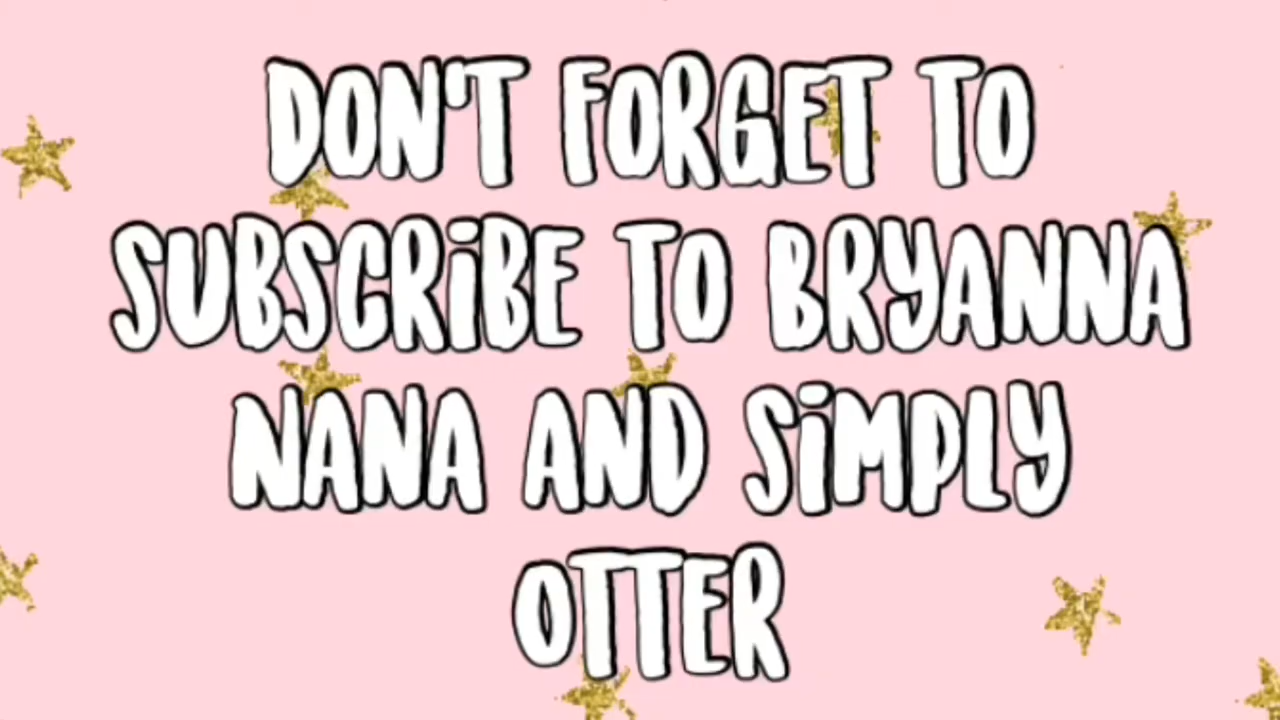 DON'T FORGET TO
SUBSCRiBE TO BRYANNA
NANA AND SiMPLY
OTTER